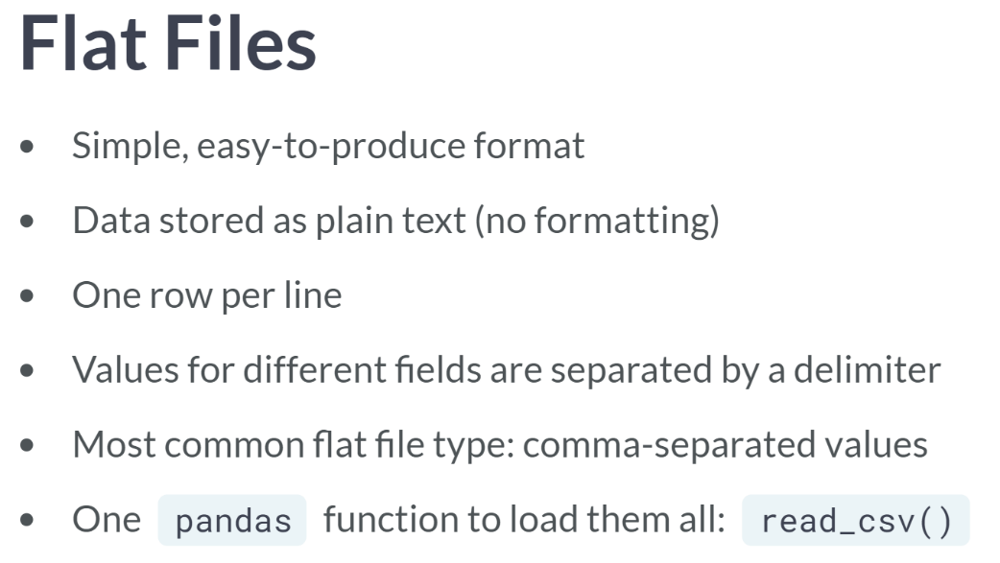 Flat Files
• Simple, easy-to-produce format
• Data stored as plain text (no formatting)
• One row per line
• Values for different fields are separated by a delimiter
• Most common flat file type: comma-separated values
• One pandas function to load them all: read_csv()